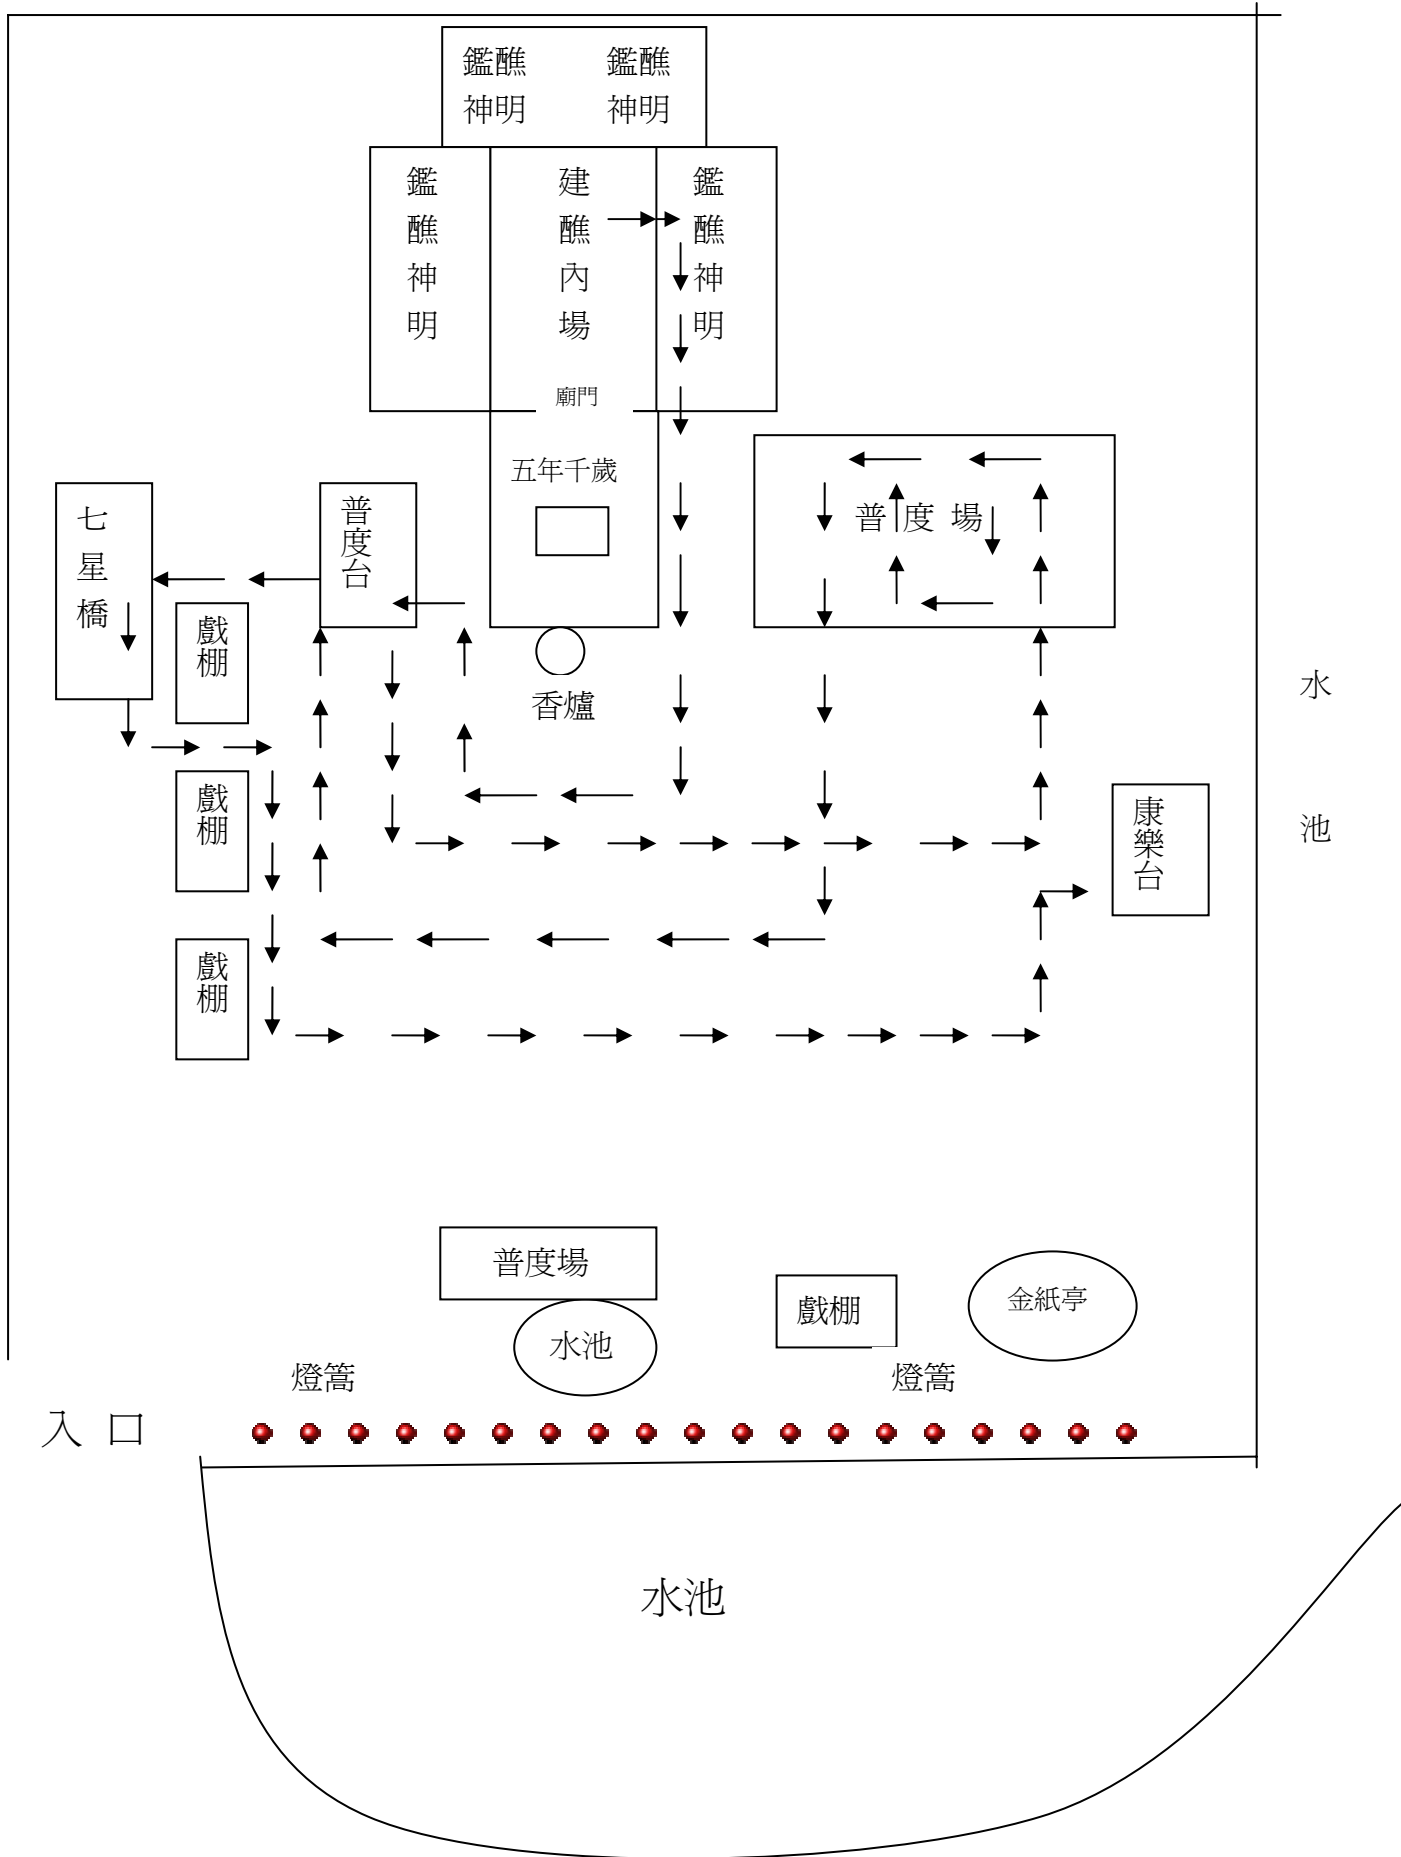 鑑醮 鑑醮
神明 神明
鑑醮神明
建醮內場
鑑醮神明
廟門
五年千歲
普度場
七星橋
普度台
戲棚
香爐
水池
戲棚
康樂台
戲棚
普度場
戲棚
金紙亭
水池
燈篙
燈篙
入口
水池